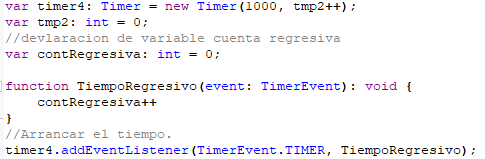 var timer4: Timer = new Timer(1000, tmp2++);
var tmp2: int = 0;
//devlaracion de variable cuenta regresiva
var contRegresiva: int = 0;
function TiempoRegresivo(event: TimerEvent): void {
contRegresiva++
}
//Arrancar el tiempo.
timer4.addEventListener(TimerEvent.TIMER, TiempoRegresivo);